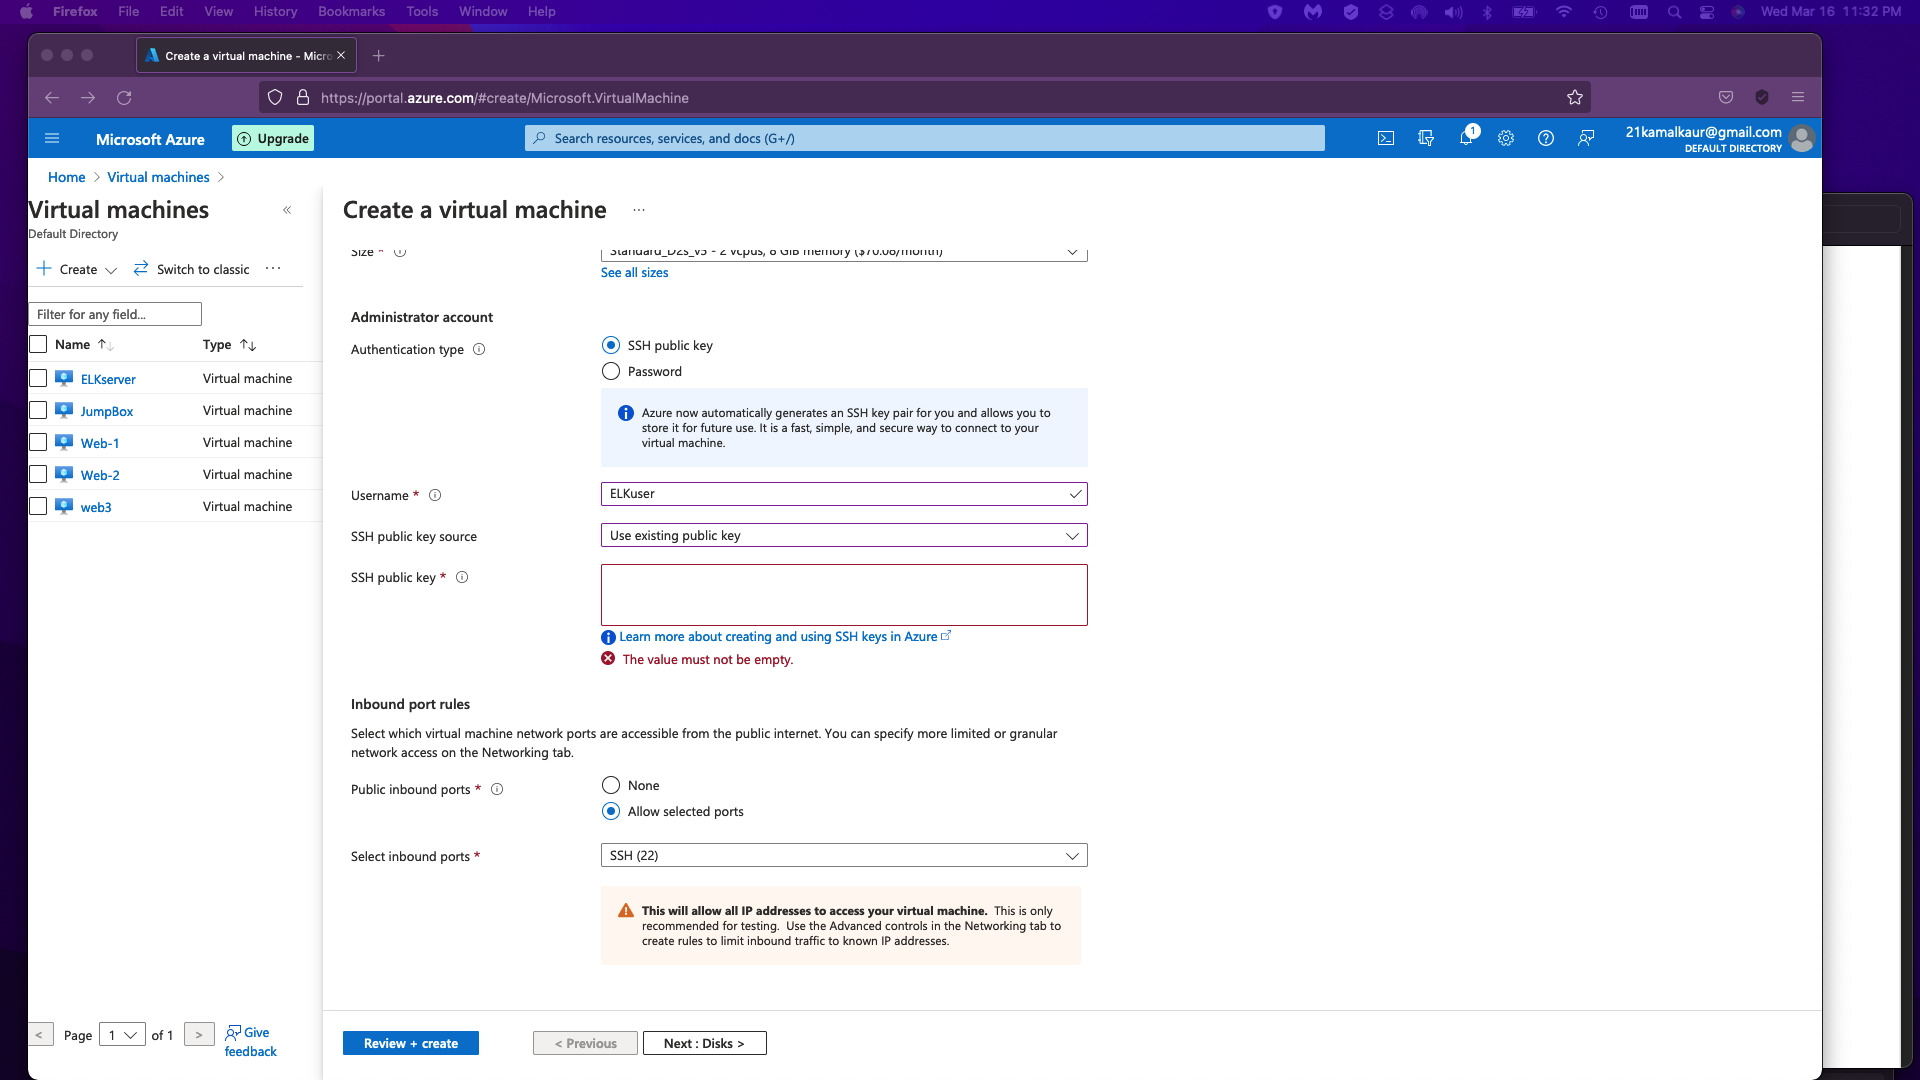 Firefox File Edit View History Bookmarks Tools Window Help
Wed Mar 16 11:32 PM
Create a virtual machine - Micro
https://portal.azure.com/#create/Microsoft.VirtualMachine
Microsoft Azure
Upgrade
Search resources, services, and docs (G+/)
1
21kamalkaur@gmail.com
DEFAULT DIRECTORY
Home > Virtual machines >
Virtual machines
Default Directory
Create
Switch to classic
Filter for any field...
Name
Type
ELKserver Virtual machine
JumpBox Virtual machine
Web-1 Virtual machine
Web-2 Virtual machine
web3 Virtual machine
< Page 1 of 1 >
Give
feedback
Create a virtual machine
Size *
Standard_D2s_v3 - 2 vcpus, 8 GiB memory ($70.08/month)
See all sizes
Administrator account
Authentication type
SSH public key
Password
Azure now automatically generates an SSH key pair for you and allows you to
store it for future use. It is a fast, simple, and secure way to connect to your
virtual machine.
Username *
ELKuser
SSH public key source
Use existing public key
SSH public key *
Learn more about creating and using SSH keys in Azure
The value must not be empty.
Inbound port rules
Select which virtual machine network ports are accessible from the public internet. You can specify more limited or granular
network access on the Networking tab.
Public inbound ports *
None
Allow selected ports
Select inbound ports *
SSH (22)
This will allow all IP addresses to access your virtual machine. This is only
recommended for testing. Use the Advanced controls in the Networking tab to
create rules to limit inbound traffic to known IP addresses.
Review + create
< Previous
Next : Disks >